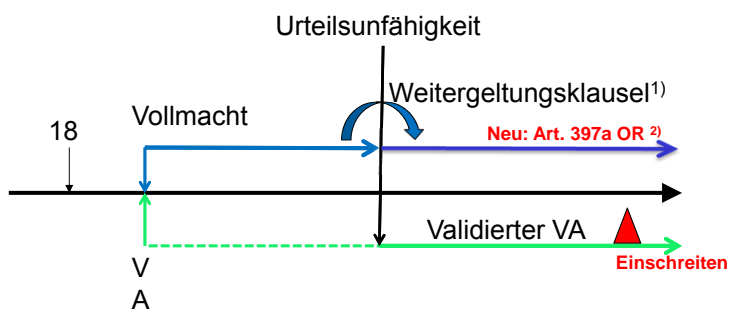 Urteilsunfähigkeit
Weitergeltungsklausel1)
Vollmacht
18
Neu: Art. 397a OR 2)
Validierter VA
Einschreiten
V
A